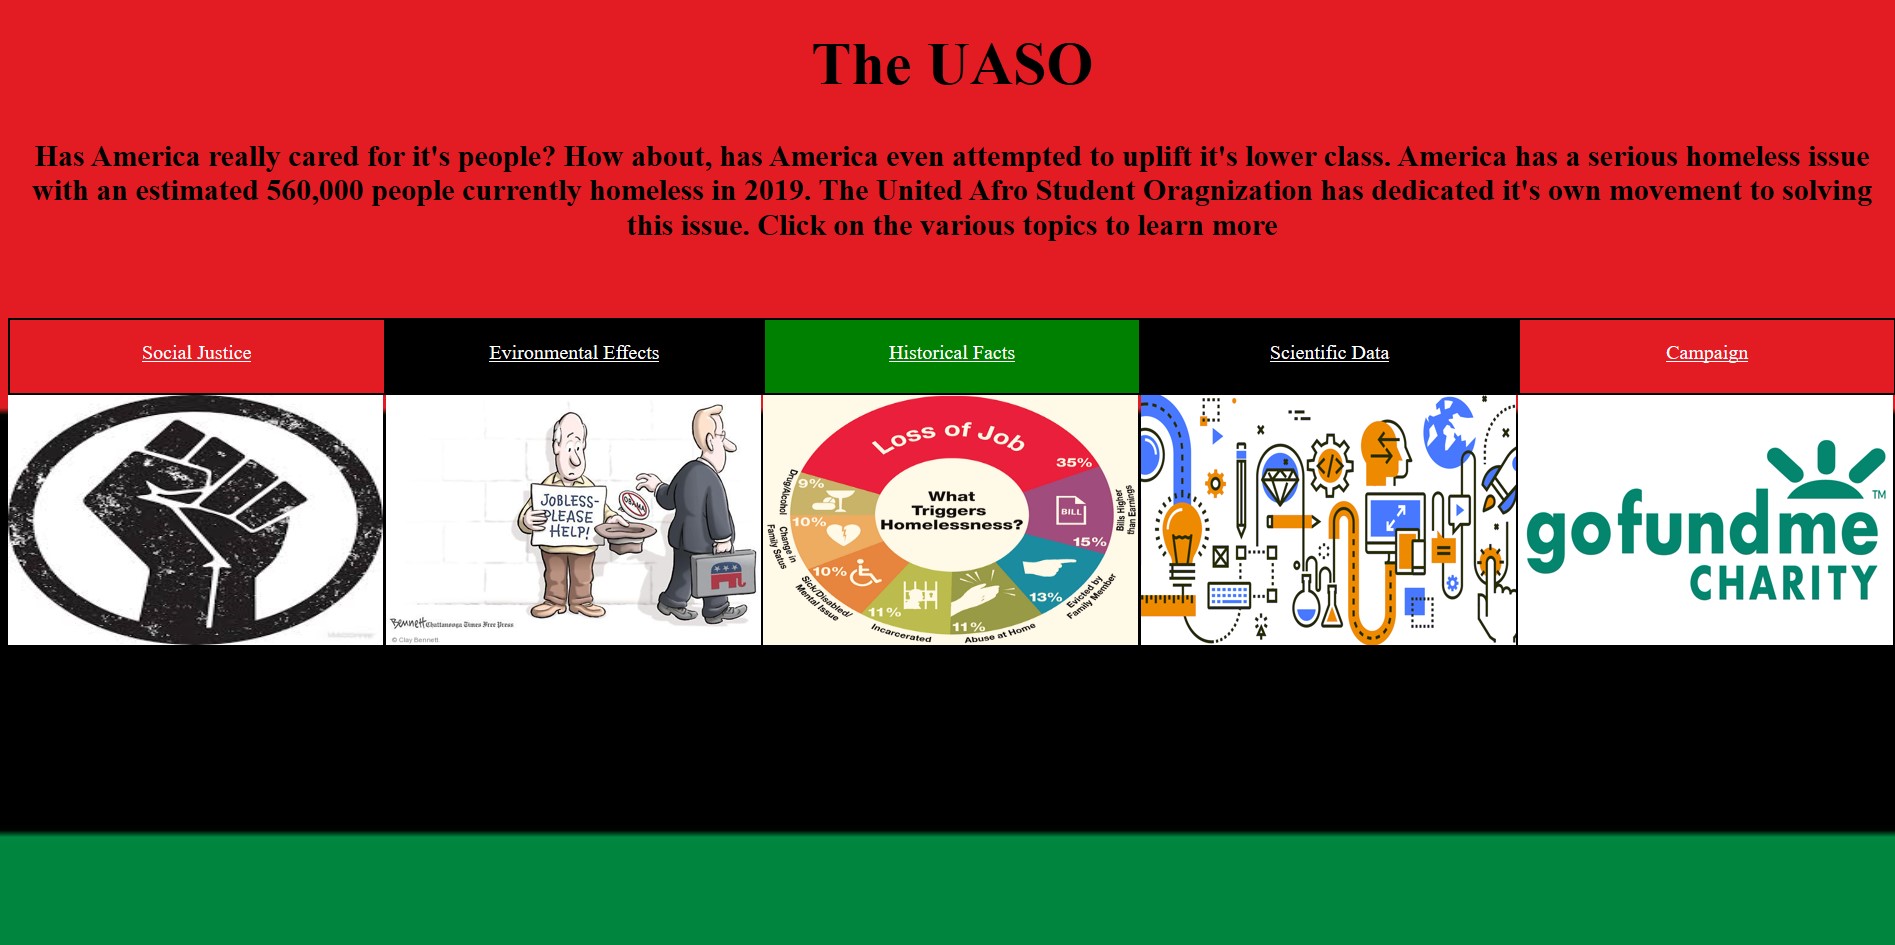 The UASO
Has America really cared for it's people? How about, has America even attempted to uplift it's lower class. America has a serious homeless issue
with an estimated 560,000 people currently homeless in 2019. The United Afro Student Oragnization has dedicated it's own movement to solving
this issue. Click on the various topics to learn more
Social Justice
Evironmental Effects
Historical Facts
Scientific Data
Campaign
JOBLESS-
PLEASE
HELP!
OBAMA
Bennett Chattanooga Times Free Press
© Clay Bennett
What
Triggers
Homelessness?
Loss of Job
35%
BILL
Bills Higher
than Earnings
15%
Evicted by
Family Member
13%
Abuse at Home
11%
Incarcerated
11%
Sick/Disabled/
Mental Issue
10%
Change in
Family Satus
10%
Drug/Alcohol
9%
gofundme
TM
CHARITY